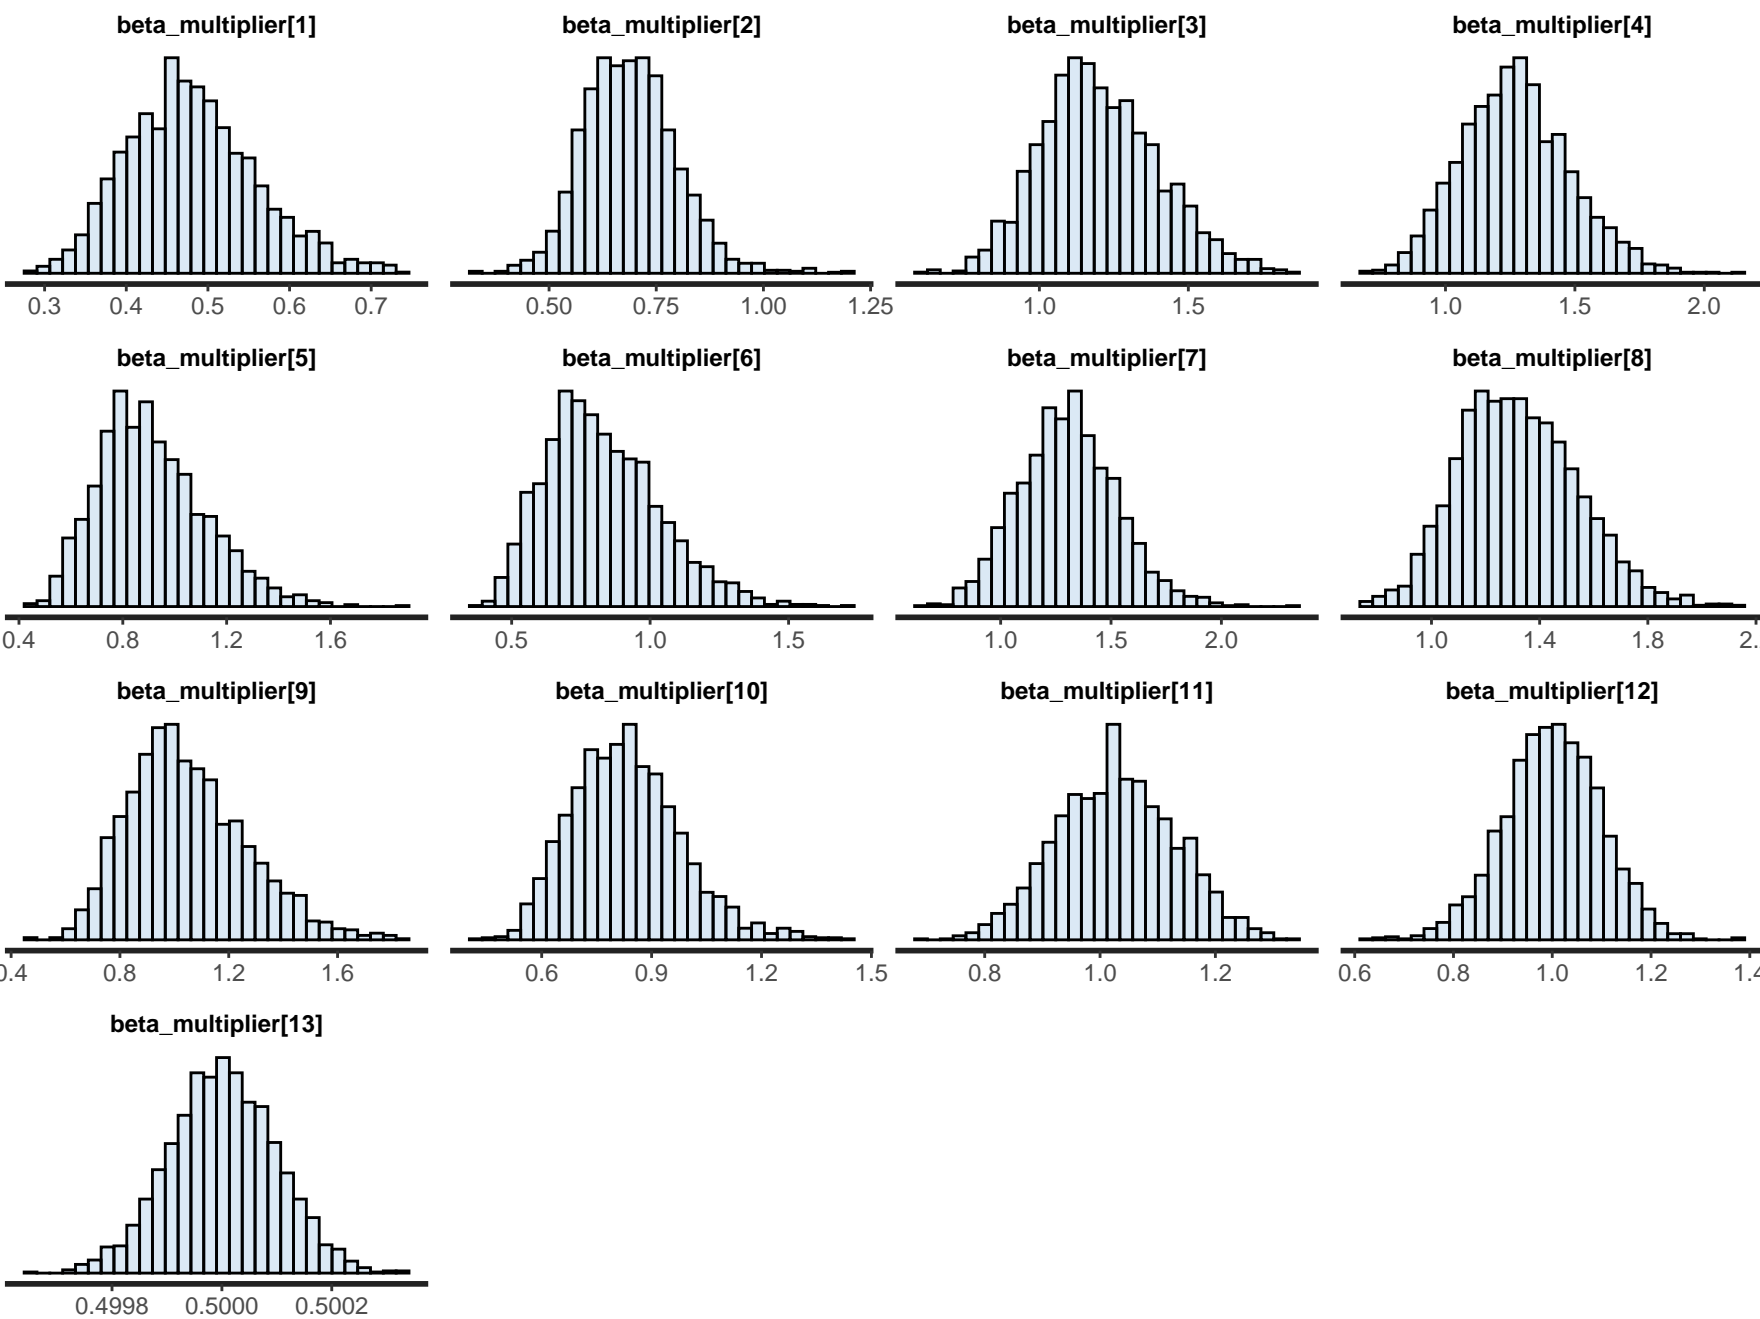 beta_multiplier[1] beta_multiplier[2] beta_multiplier[3] beta_multiplier[4]
0.3 0.4 0.5 0.6 0.7 0.50 0.75 1.00 1.25 1.0 1.5 1.0 1.5 2.0
beta_multiplier[5] beta_multiplier[6] beta_multiplier[7] beta_multiplier[8]
0.4 0.8 1.2 1.6 0.5 1.0 1.5 1.0 1.5 2.0 1.0 1.4 1.8 2.
beta_multiplier[9] beta_multiplier[10] beta_multiplier[11] beta_multiplier[12]
0.4 0.8 1.2 1.6 0.6 0.9 1.2 1.5 0.8 1.0 1.2 0.6 0.8 1.0 1.2 1.4
beta_multiplier[13]
0.4998 0.5000 0.5002